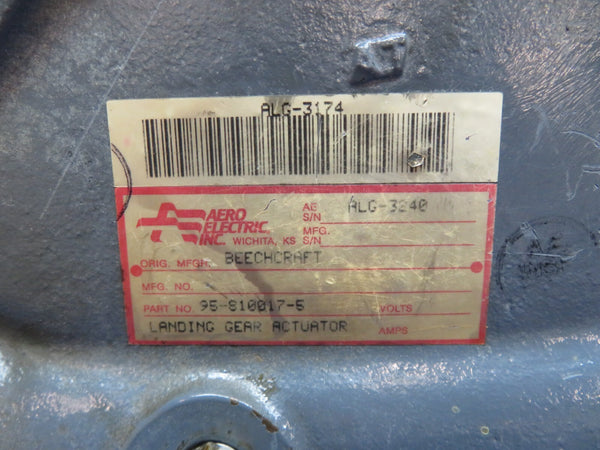 ALG-3174
AERO ELECTRIC INC. WICHITA, KS
AE S/N ALG-3240
MFG. S/N
ORIG. MFGR. BEECHCRAFT
MFG. NO.
PART NO. 95-810017-5 VOLTS
LANDING GEAR ACTUATOR AMPS